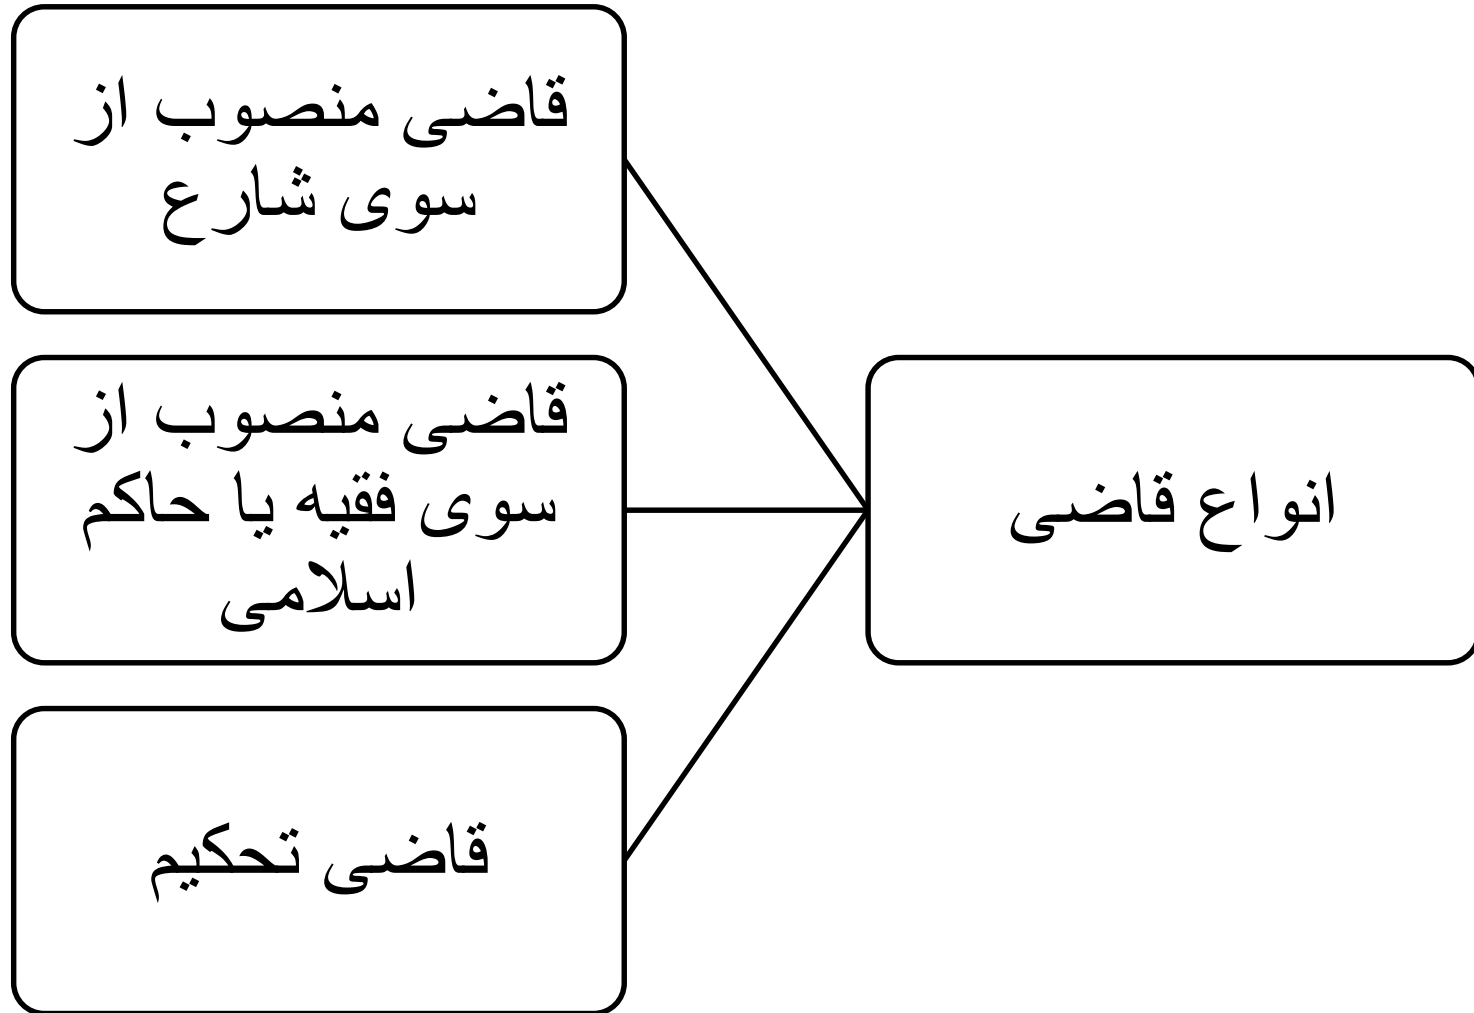 انواع قاضی
قاضی منصوب از
سوی شارع
قاضی منصوب از
سوی فقیه یا حاکم
اسلامی
قاضی تحکیم